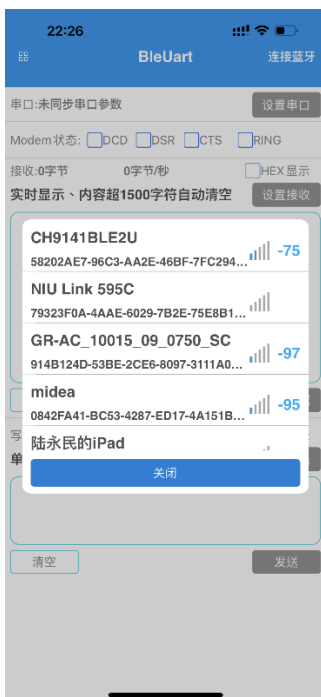 22:26
BleUart
连接蓝牙
串口:未同步串口参数
设置串口
Modem状态: DCD DSR CTS RING
接收:0字节 0字节/秒 HEX显示
实时显示、内容超1500字符自动清空 设置接收
CH9141BLE2U
58202AE7-96C3-AA2E-46BF-7FC294...
-75
NIU Link 595C
79323F0A-4AAE-6029-7B2E-75E8B1...
GR-AC_10015_09_0750_SC
914B124D-53BE-2CE6-8097-3111A0...
-97
midea
0842FA41-BC53-4287-ED17-4A151B...
-95
陆永民的iPad
写
单
关闭
清空
发送